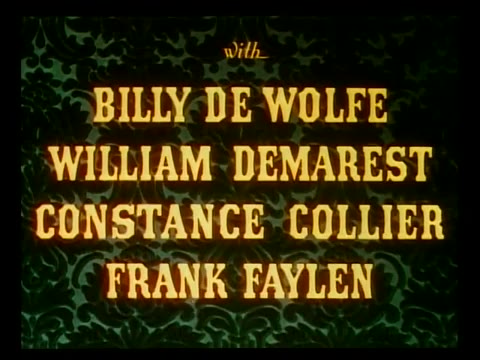 with
BILLY DE WOLFE
WILLIAM DEMAREST
CONSTANCE COLLIER
FRANK FAYLEN